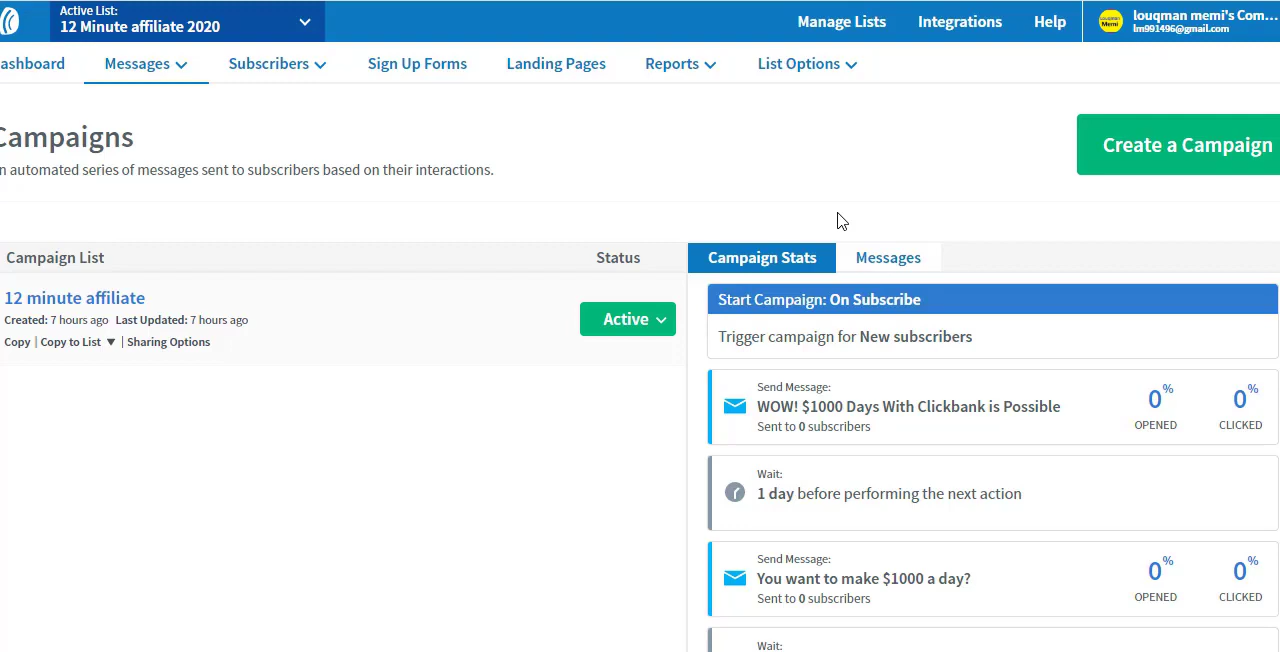 Active List:
12 Minute affiliate 2020
Manage Lists
Integrations
Help
louqman memi's Com...
lm991496@gmail.com
ashboard
Messages
Subscribers
Sign Up Forms
Landing Pages
Reports
List Options
Campaigns
n automated series of messages sent to subscribers based on their interactions.
Create a Campaign
Campaign List
Status
12 minute affiliate
Created: 7 hours ago Last Updated: 7 hours ago
Copy | Copy to List ▼ | Sharing Options
Active
Campaign Stats
Messages
Start Campaign: On Subscribe
Trigger campaign for New subscribers
Send Message:
WOW! $1000 Days With Clickbank is Possible
Sent to 0 subscribers
0%
OPENED
0%
CLICKED
Wait:
1 day before performing the next action
Send Message:
You want to make $1000 a day?
Sent to 0 subscribers
0%
OPENED
0%
CLICKED
Wait: